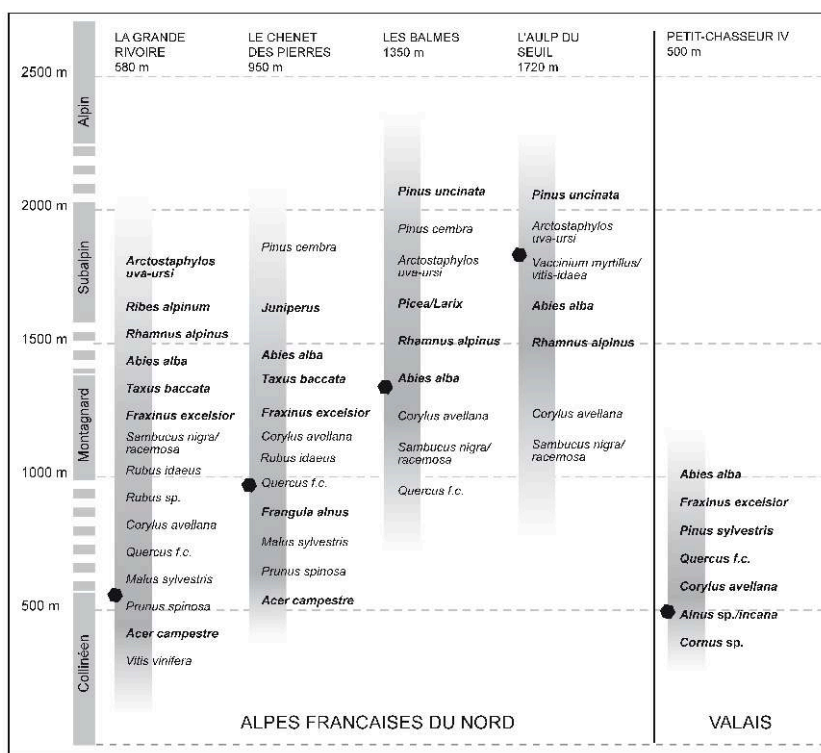 LA GRANDE
RIVOIRE
580 m
LE CHENET
DES PIERRES
950 m
LES BALMES
1350 m
L'AULP DU
SEUIL
1720 m
PETIT-CHASSEUR IV
500 m
2500 m
2000 m
1500 m
1000 m
500 m
Alpin
Subalpin
Montagnard
Collinéen
Arctostaphylos
uva-ursi
Ribes alpinum
Rhamnus alpinus
Abies alba
Taxus baccata
Fraxinus excelsior
Sambucus nigra/
racemosa
Rubus idaeus
Rubus sp.
Corylus avellana
Quercus f.c.
Malus sylvestris
Prunus spinosa
Acer campestre
Vitis vinifera
Pinus cembra
Juniperus
Abies alba
Taxus baccata
Fraxinus excelsior
Corylus avellana
Rubus idaeus
Quercus f.c.
Frangula alnus
Malus sylvestris
Prunus spinosa
Acer campestre
Pinus uncinata
Pinus cembra
Arctostaphylos
uva-ursi
Picea/Larix
Rhamnus alpinus
Abies alba
Corylus avellana
Sambucus nigra/
racemosa
Quercus f.c.
Pinus uncinata
Arctostaphylos
uva-ursi
Vaccinium myrtillus/
vitis-idaea
Abies alba
Rhamnus alpinus
Corylus avellana
Sambucus nigra/
racemosa
Abies alba
Fraxinus excelsior
Pinus sylvestris
Quercus f.c.
Corylus avellana
Alnus sp./incana
Cornus sp.
ALPES FRANCAISES DU NORD
VALAIS